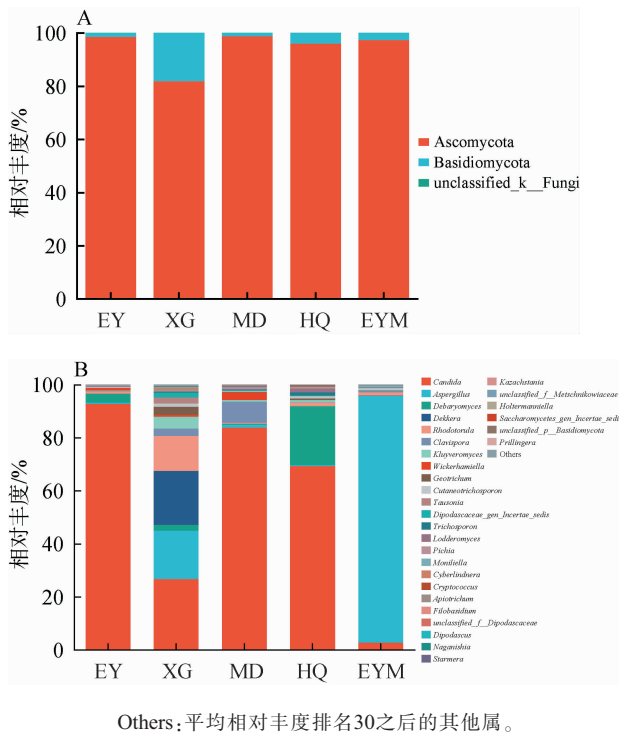 A
相对丰度/%
100
80
60
40
20
0
EY XG MD HQ EYM
Ascomycota
Basidiomycota
unclassified_k__Fungi
B
相对丰度/%
100
80
60
40
20
0
EY XG MD HQ EYM
Candida
Aspergillus
Debaryomyces
Dekkera
Rhodotorula
Clavispora
Kluyveromyces
Wickerhamiella
Geotrichum
Cutaneotrichosporon
Tausonia
Dipodascaceae_gen_Incertae_sedis
Trichosporon
Lodderomyces
Pichia
Moniliella
Cyberlindnera
Cryptococcus
Apiotrichum
Filobasidium
unclassified_f__Dipodascaceae
Dipodascus
Naganishia
Starmera
Kazachstania
unclassified_f__Metschnikowiaceae
Holtermanniella
Saccharomycetes_gen_Incertae_sedis
unclassified_p__Basidiomycota
Prillingera
Others
Others:平均相对丰度排名30之后的其他属。